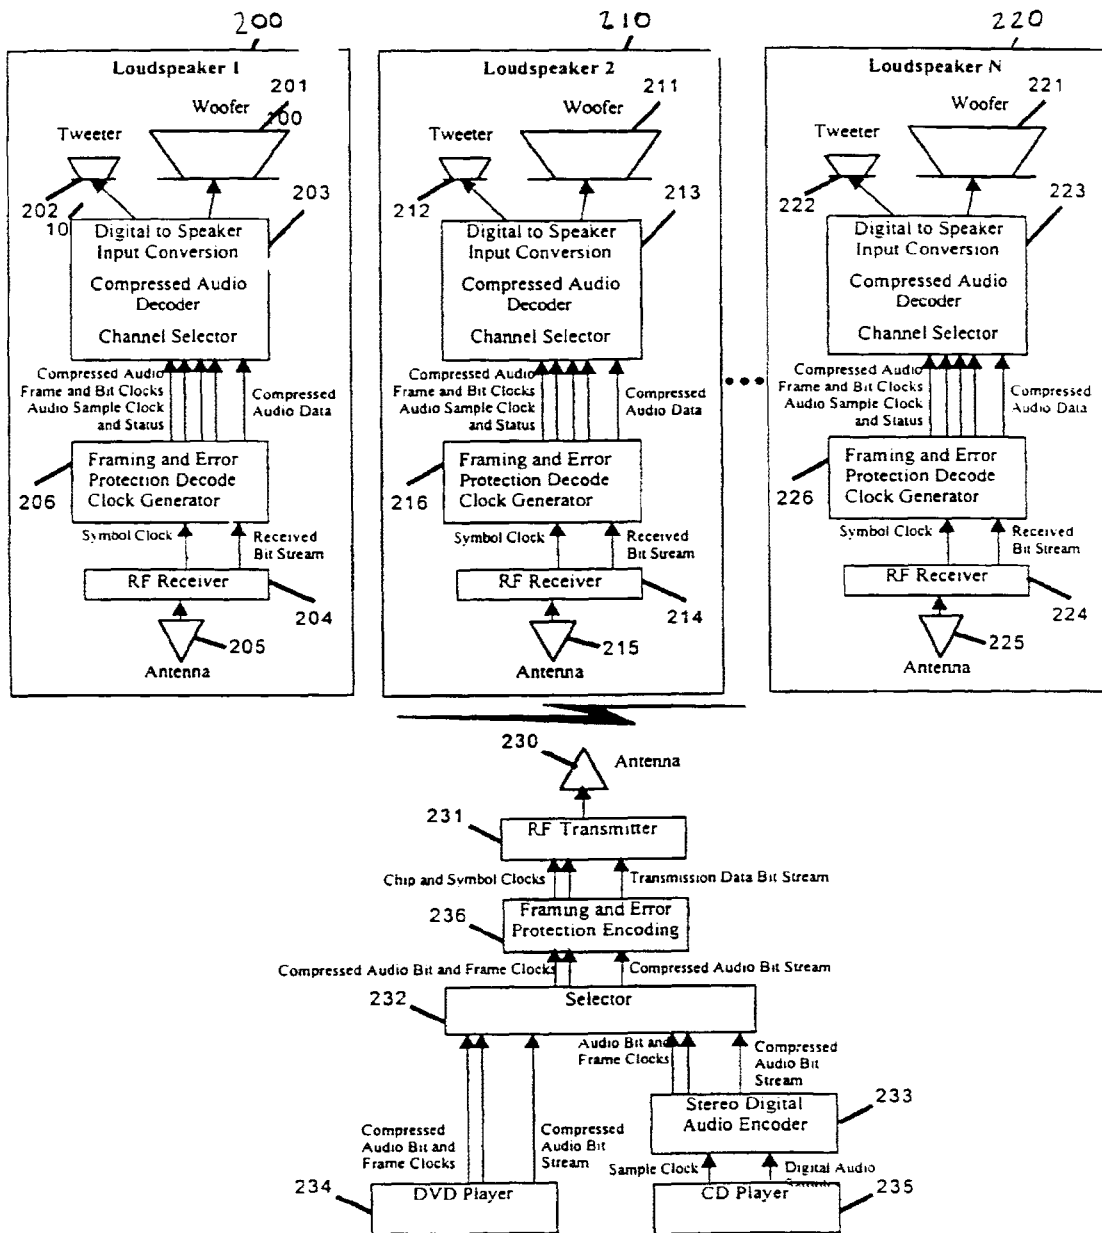 200
Loudspeaker 1
201
Woofer
100
Tweeter
202
10
203
Digital to Speaker
Input Conversion
Compressed Audio
Decoder
Channel Selector
Compressed Audio
Frame and Bit Clocks
Audio Sample Clock
and Status
Compressed
Audio Data
206
Framing and Error
Protection Decode
Clock Generator
Symbol Clock
Received
Bit Stream
RF Receiver
204
205
Antenna
210
Loudspeaker 2
211
Woofer
Tweeter
212
213
Digital to Speaker
Input Conversion
Compressed Audio
Decoder
Channel Selector
Compressed Audio
Frame and Bit Clocks
Audio Sample Clock
and Status
Compressed
Audio Data
216
Framing and Error
Protection Decode
Clock Generator
Symbol Clock
Received
Bit Stream
RF Receiver
214
215
Antenna
220
Loudspeaker N
221
Woofer
Tweeter
222
223
Digital to Speaker
Input Conversion
Compressed Audio
Decoder
Channel Selector
Compressed Audio
Frame and Bit Clocks
Audio Sample Clock
and Status
Compressed
Audio Data
226
Framing and Error
Protection Decode
Clock Generator
Symbol Clock
Received
Bit Stream
RF Receiver
224
225
Antenna
230
Antenna
231
RF Transmitter
Chip and Symbol Clocks
Transmission Data Bit Stream
236
Framing and Error
Protection Encoding
Compressed Audio Bit and Frame Clocks
Compressed Audio Bit Stream
232
Selector
Audio Bit and
Frame Clocks
Compressed
Audio Bit
Stream
233
Stereo Digital
Audio Encoder
Compressed
Audio Bit and
Frame Clocks
Compressed
Audio Bit
Stream
Sample Clock
Digital Audio
234
DVD Player
CD Player
235